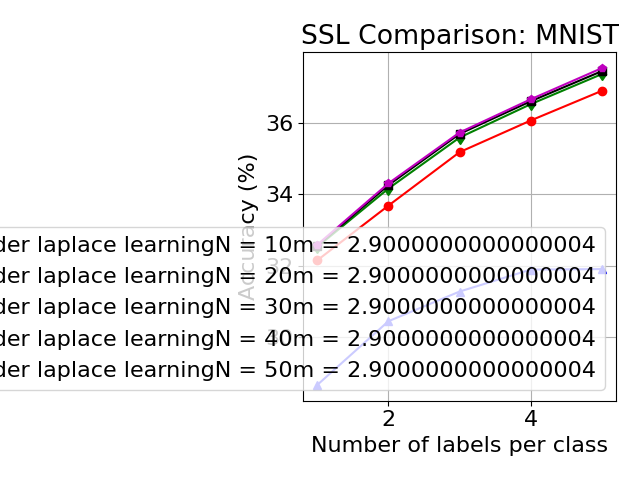 SSL Comparison: MNIST
36
34
32
30
Accuracy (%)
der laplace learningN = 10m = 2.9000000000000004
der laplace learningN = 20m = 2.9000000000000004
der laplace learningN = 30m = 2.9000000000000004
der laplace learningN = 40m = 2.9000000000000004
der laplace learningN = 50m = 2.9000000000000004
2 4
Number of labels per class